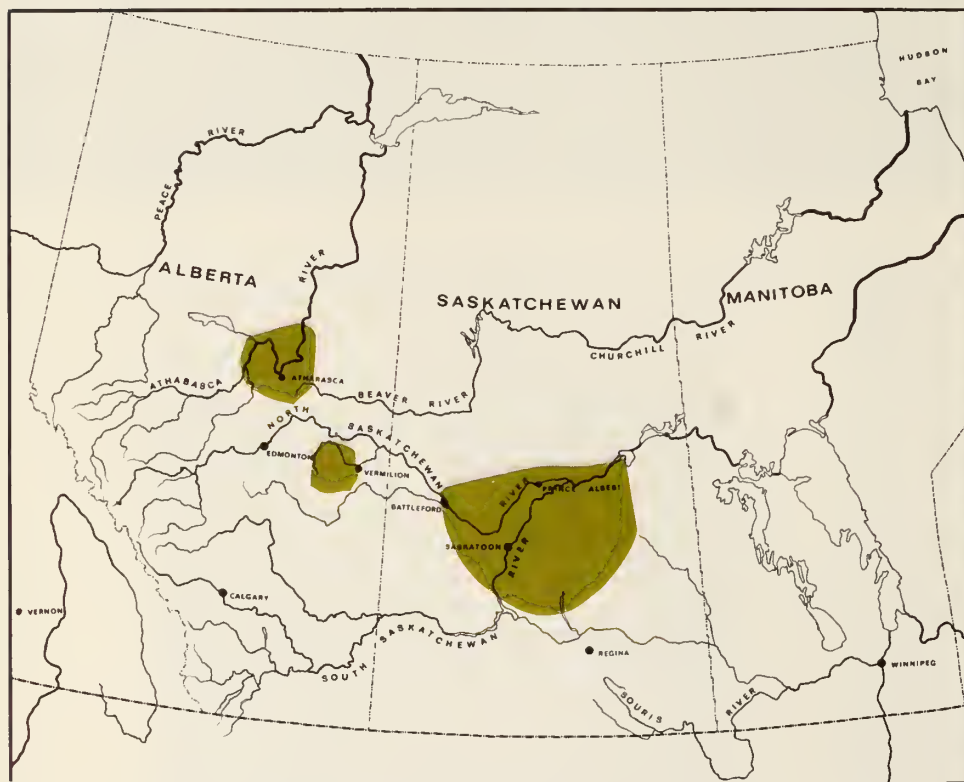 HUDSON
BAY
RIVER
PEACE
RIVER
ALBERTA
SASKATCHEWAN
MANITOBA
RIVER
CHURCHILL
ATHABASCA
ATHABASCA
BEAVER RIVER
NORTH SASKATCHEWAN
EDMONTON
VERMILION
RIVER
PRINCE ALBERT
BATTLEFORD
SASKATOON
RIVER
CALGARY
VERNON
SOUTH SASKATCHEWAN
REGINA
WINNIPEG
SOURIS
RIVER